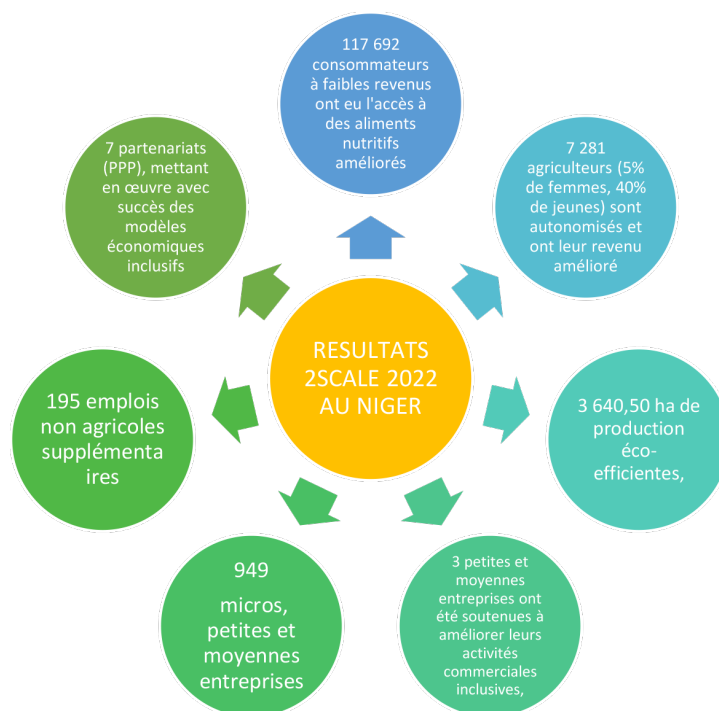 117 692
consommateurs
à faibles revenus
ont eu l'accès à
des aliments
nutritifs
améliorés
7 281
agriculteurs (5%
de femmes, 40%
de jeunes) sont
autonomisés et
ont leur revenu
amélioré
3 640,50 ha de
production
éco-
efficientes,
3 petites et
moyennes
entreprises ont
été soutenues à
améliorer leurs
activités
commerciales
inclusives,
949
micros,
petites et
moyennes
entreprises
195 emplois
non agricoles
supplémenta
ires
7 partenariats
(PPP), mettant
en œuvre avec
succès des
modèles
économiques
inclusifs
RESULTATS
2SCALE 2022
AU NIGER